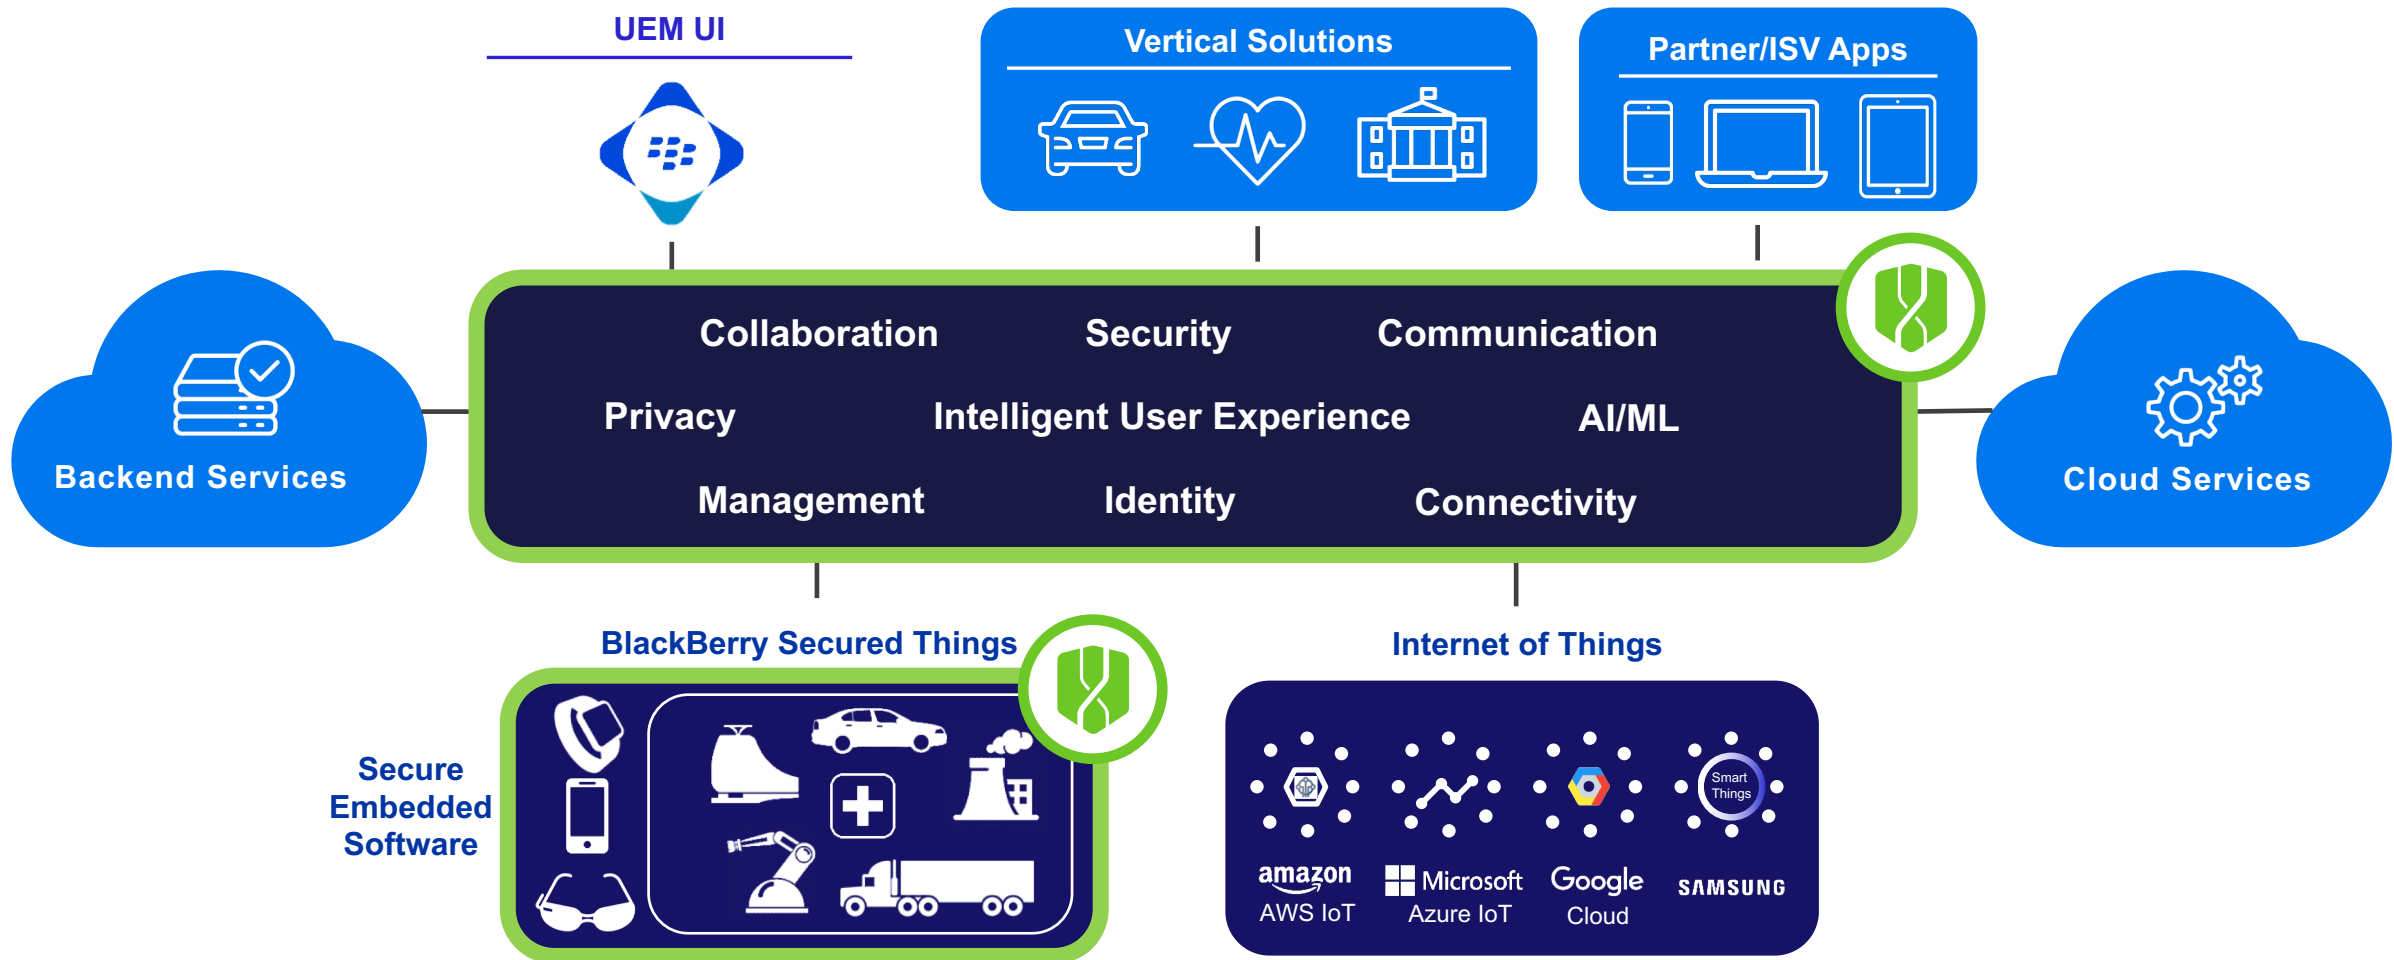 UEM UI
Vertical Solutions
Partner/ISV Apps
Collaboration Security Communication
Privacy Intelligent User Experience AI/ML
Management Identity Connectivity
Backend Services
Cloud Services
BlackBerry Secured Things
Internet of Things
Secure
Embedded
Software
Smart
Things
amazon
AWS IoT
Microsoft
Azure IoT
Google
Cloud
SAMSUNG